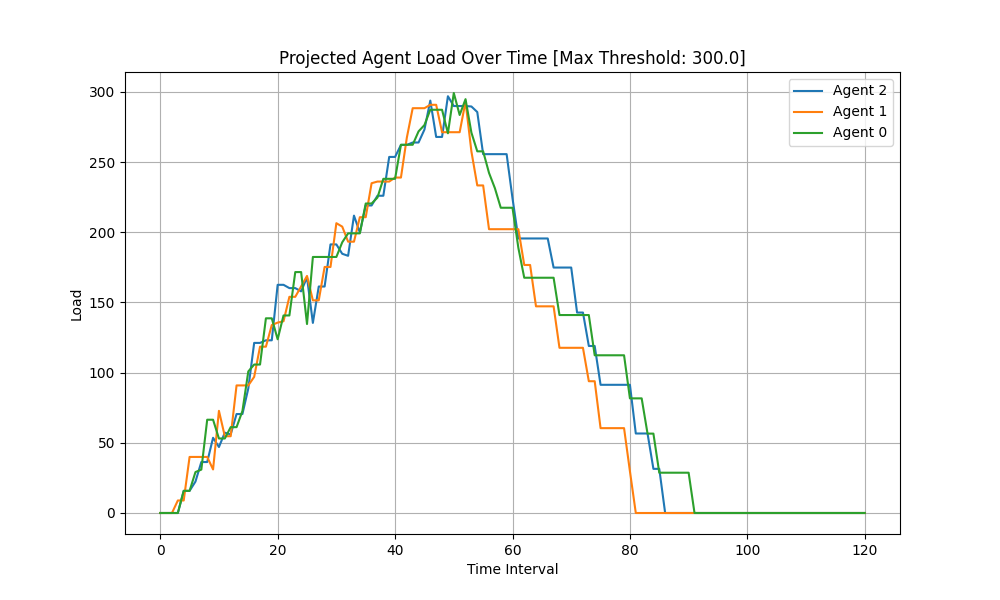 Projected Agent Load Over Time [Max Threshold: 300.0]
Agent 2
Agent 1
Agent 0
Load
300
250
200
150
100
50
0
0 20 40 60 80 100 120
Time Interval